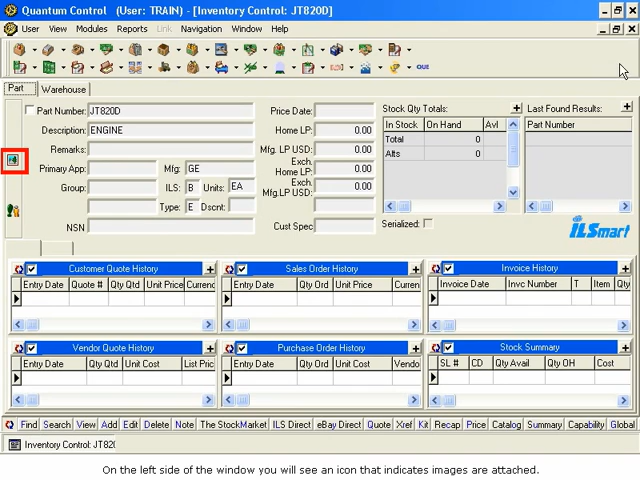 Quantum Control    (User: TRAIN) - [Inventory Control: JT820D]
User View Modules Reports Link Navigation Window Help
QUE
Part Warehouse
Part Number: JT820D
Description: ENGINE
Remarks:
Primary App: Mfg: GE
Group: ILS: B Units: EA
Type: E Dscnt:
NSN
Price Date:
Home LP: 0.00
Mfg. LP USD: 0.00
Exch. Home LP: 0.00
Exch. Mfg.LP USD: 0.00
Cust Spec
Stock Qty Totals: +
In Stock On Hand Avl
Total 0
Alts 0
Serialized:
Last Found Results: +
Part Number
ILSmart
Customer Quote History +
Entry Date Quote # Qty Qtd Unit Price Currenc
Sales Order History +
Entry Date Qty Ord Unit Price Curren
Invoice History +
Invoice Date Invc Number T Item Qty
Vendor Quote History +
Entry Date Qty Qtd Unit Cost List Pric
Purchase Order History +
Entry Date Qty Ord Unit Cost Vendo
Stock Summary +
SL # CD Qty Avail Qty OH Cost
Find Search View Add Edit Delete Note The StockMarket ILS Direct eBay Direct Quote Xref Kit Recap Price Catalog Summary Capability Global
Inventory Control: JT82(
On the left side of the window you will see an icon that indicates images are attached.